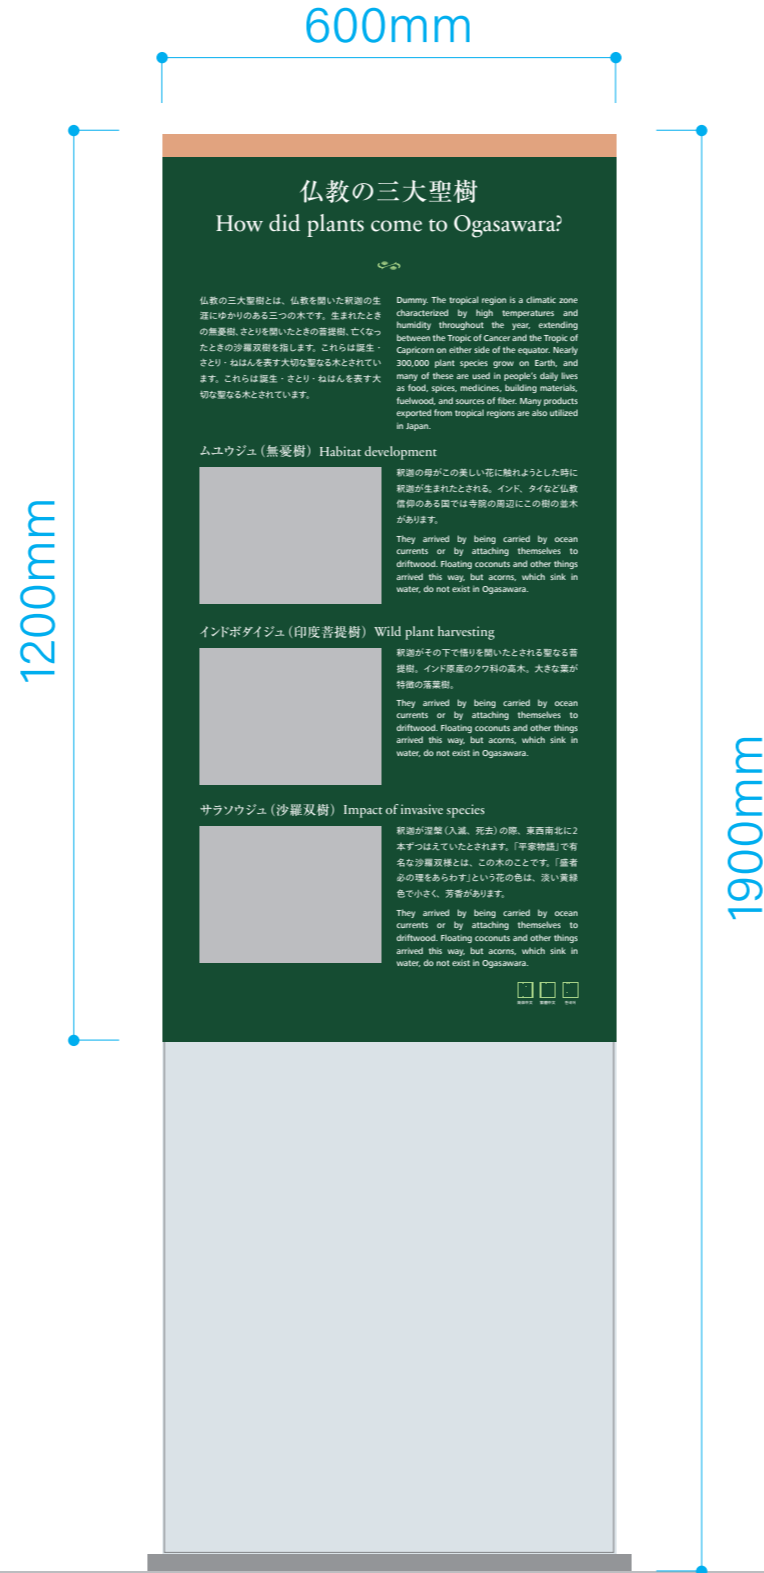 600mm
1200mm
1900mm
仏教の三大聖樹
How did plants come to Ogasawara?
仏教の三大聖樹とは、仏教を開いた釈迦の生
涯にゆかりのある三つの木です。生まれたとき
の無憂樹、さとりを開いたときの菩提樹、亡くなっ
たときの沙羅双樹を指します。これらは誕生・
さとり・ねはんを表す大切な聖なる木とされてい
ます。これらは誕生・さとり・ねはんを表す大
切な聖なる木とされています。
Dummy. The tropical region is a climatic zone
characterized by high temperatures and
humidity throughout the year, extending
between the Tropic of Cancer and the Tropic of
Capricorn on either side of the equator. Nearly
300,000 plant species grow on Earth, and
many of these are used in people's daily lives
as food, spices, medicines, building materials,
fuelwood, and sources of fiber. Many products
exported from tropical regions are also utilized
in Japan.
ムユウジュ（無憂樹）Habitat development
釈迦の母がこの美しい花に触れようとした時に
釈迦が生まれたとされる。インド、タイなど仏教
信仰のある国では寺院の周辺にこの樹の並木
があります。
They arrived by being carried by ocean
currents or by attaching themselves to
driftwood. Floating coconuts and other things
arrived this way, but acorns, which sink in
water, do not exist in Ogasawara.
インドボダイジュ（印度菩提樹）Wild plant harvesting
釈迦がその下で悟りを開いたとされる聖なる菩
提樹。インド原産のクワ科の高木。大きな葉が
特徴の落葉樹。
They arrived by being carried by ocean
currents or by attaching themselves to
driftwood. Floating coconuts and other things
arrived this way, but acorns, which sink in
water, do not exist in Ogasawara.
サラソウジュ（沙羅双樹）Impact of invasive species
釈迦が涅槃（入滅、死去）の際、東西南北に2
本ずつはえていたとされます。「平家物語」で有
名な沙羅双様とは、この木のことです。「盛者
必の理をあらわす」という花の色は、淡い黄緑
色で小さく、芳香があります。
They arrived by being carried by ocean
currents or by attaching themselves to
driftwood. Floating coconuts and other things
arrived this way, but acorns, which sink in
water, do not exist in Ogasawara.